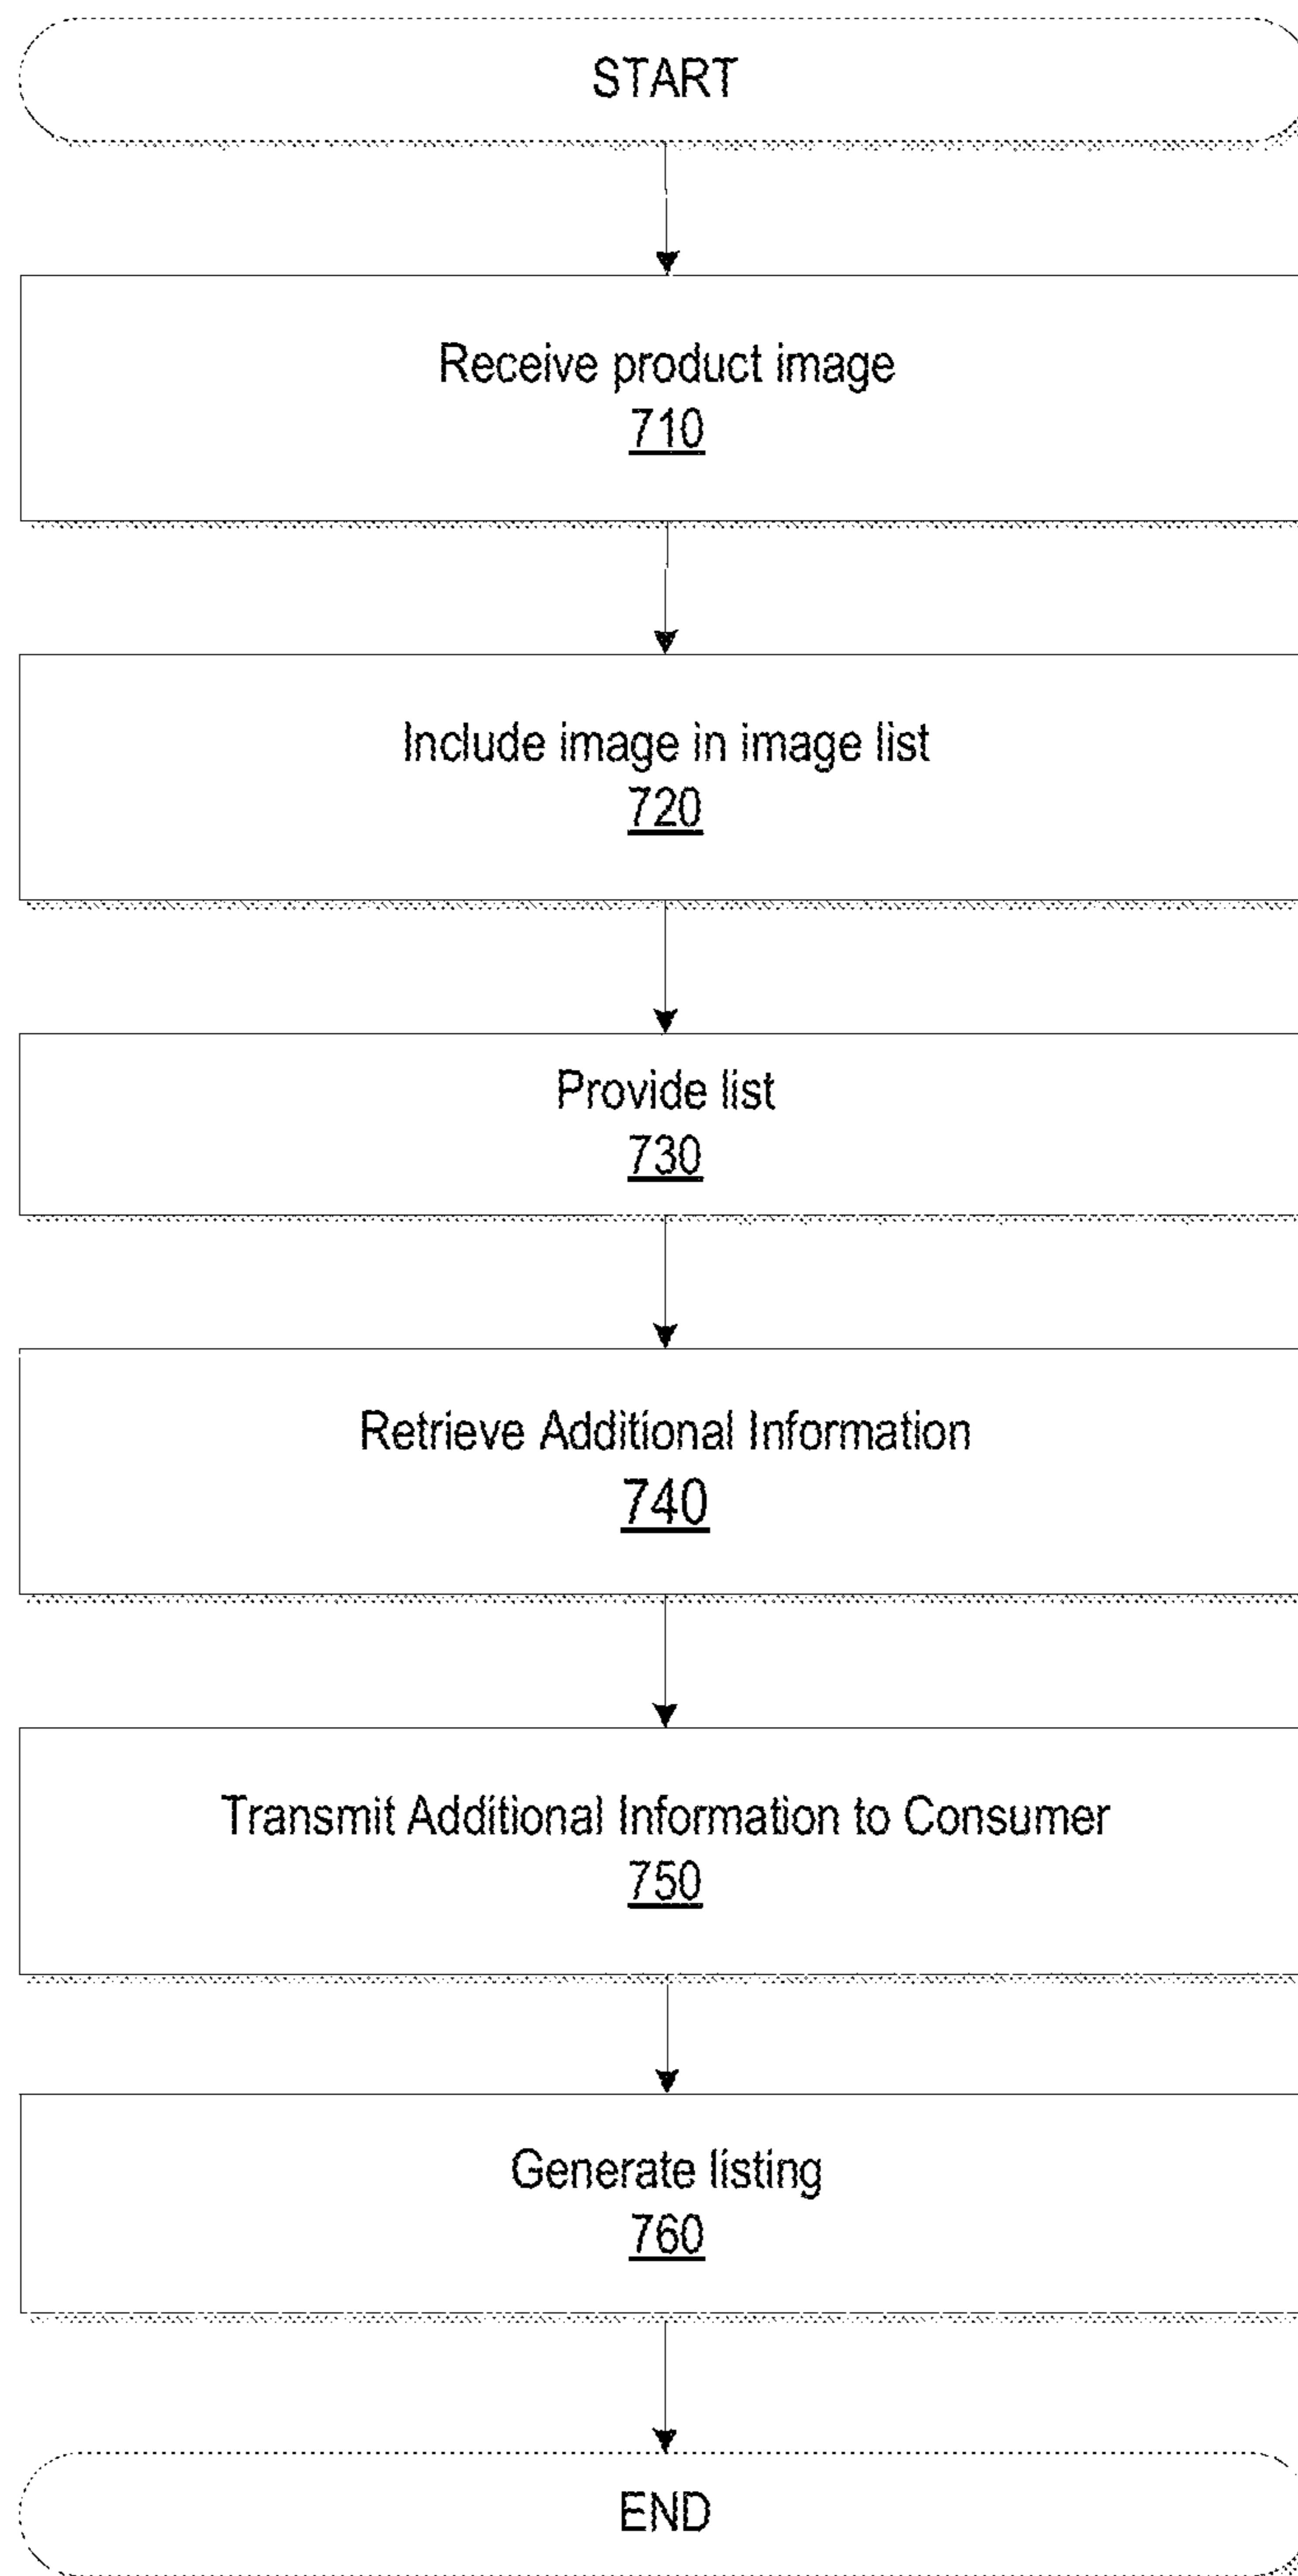 START
Receive product image
710
Include image in image list
720
Provide list
730
Retrieve Additional Information
740
Transmit Additional Information to Consumer
750
Generate listing
760
END